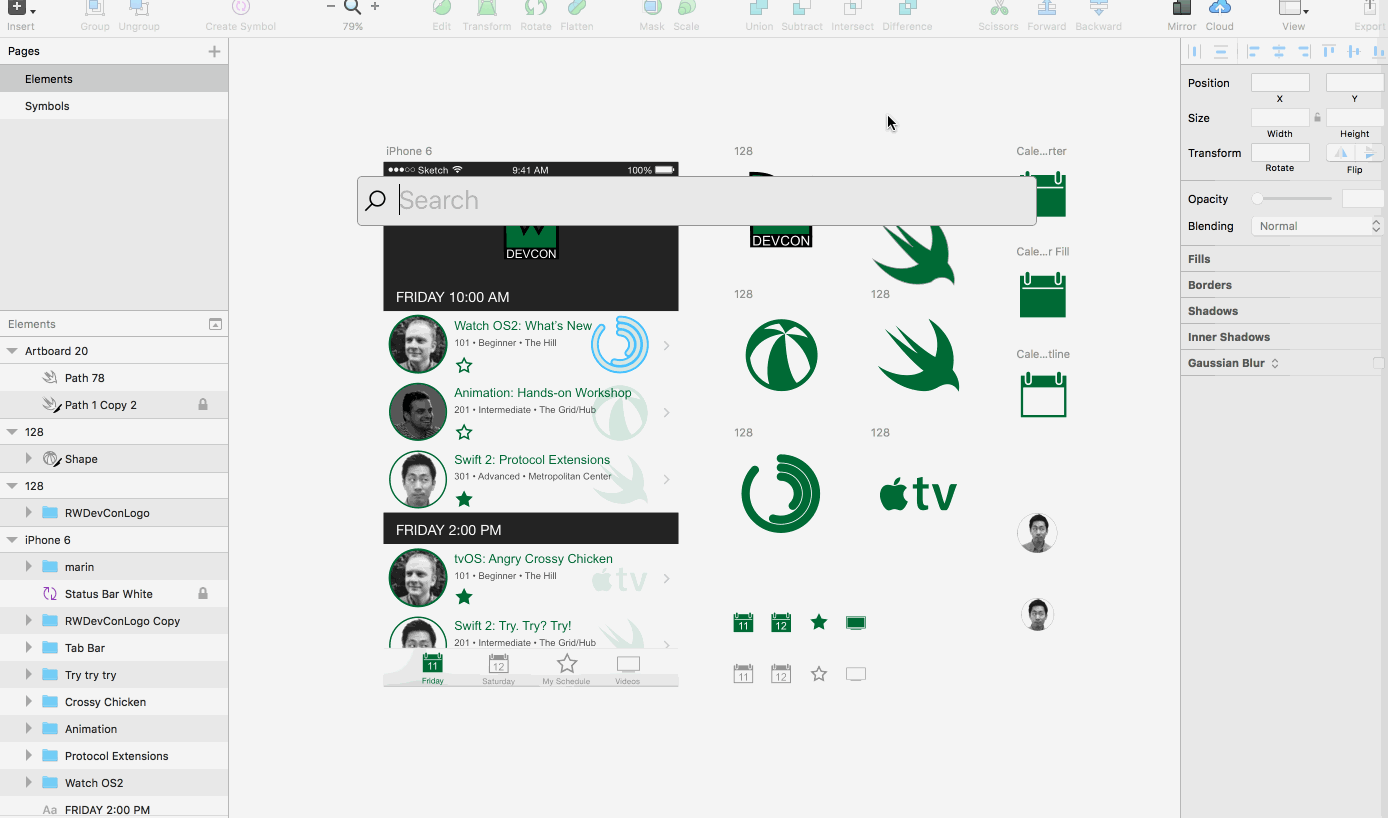 Insert
Group
Ungroup
Create Symbol
79%
Edit
Transform
Rotate
Flatten
Mask
Scale
Union
Subtract
Intersect
Difference
Scissors
Forward
Backward
Mirror
Cloud
View
Export
Pages
Elements
Symbols
Elements
Artboard 20
Path 78
Path 1 Copy 2
128
Shape
128
RWDevConLogo
iPhone 6
marin
Status Bar White
RWDevConLogo Copy
Tab Bar
Try try try
Crossy Chicken
Animation
Protocol Extensions
Watch OS2
Aa FRIDAY 2:00 PM
iPhone 6
Sketch 9:41 AM 100%
Search
DEVCON
FRIDAY 10:00 AM
Watch OS2: What's New
101 • Beginner • The Hill
Animation: Hands-on Workshop
201 • Intermediate • The Grid/Hub
Swift 2: Protocol Extensions
301 • Advanced • Metropolitan Center
FRIDAY 2:00 PM
tvOS: Angry Crossy Chicken
101 • Beginner • The Hill
tv
Swift 2: Try. Try? Try!
201 • Intermediate • The Grid/Hub
11 Friday
12 Saturday
My Schedule
Videos
128
DEVCON
128
128
128
128
tv
11
12
11
12
Cale...rter
Cale...r Fill
Cale...tline
Position
X
Y
Size
Width
Height
Transform
Rotate
Flip
Opacity
Blending
Normal
Fills
Borders
Shadows
Inner Shadows
Gaussian Blur